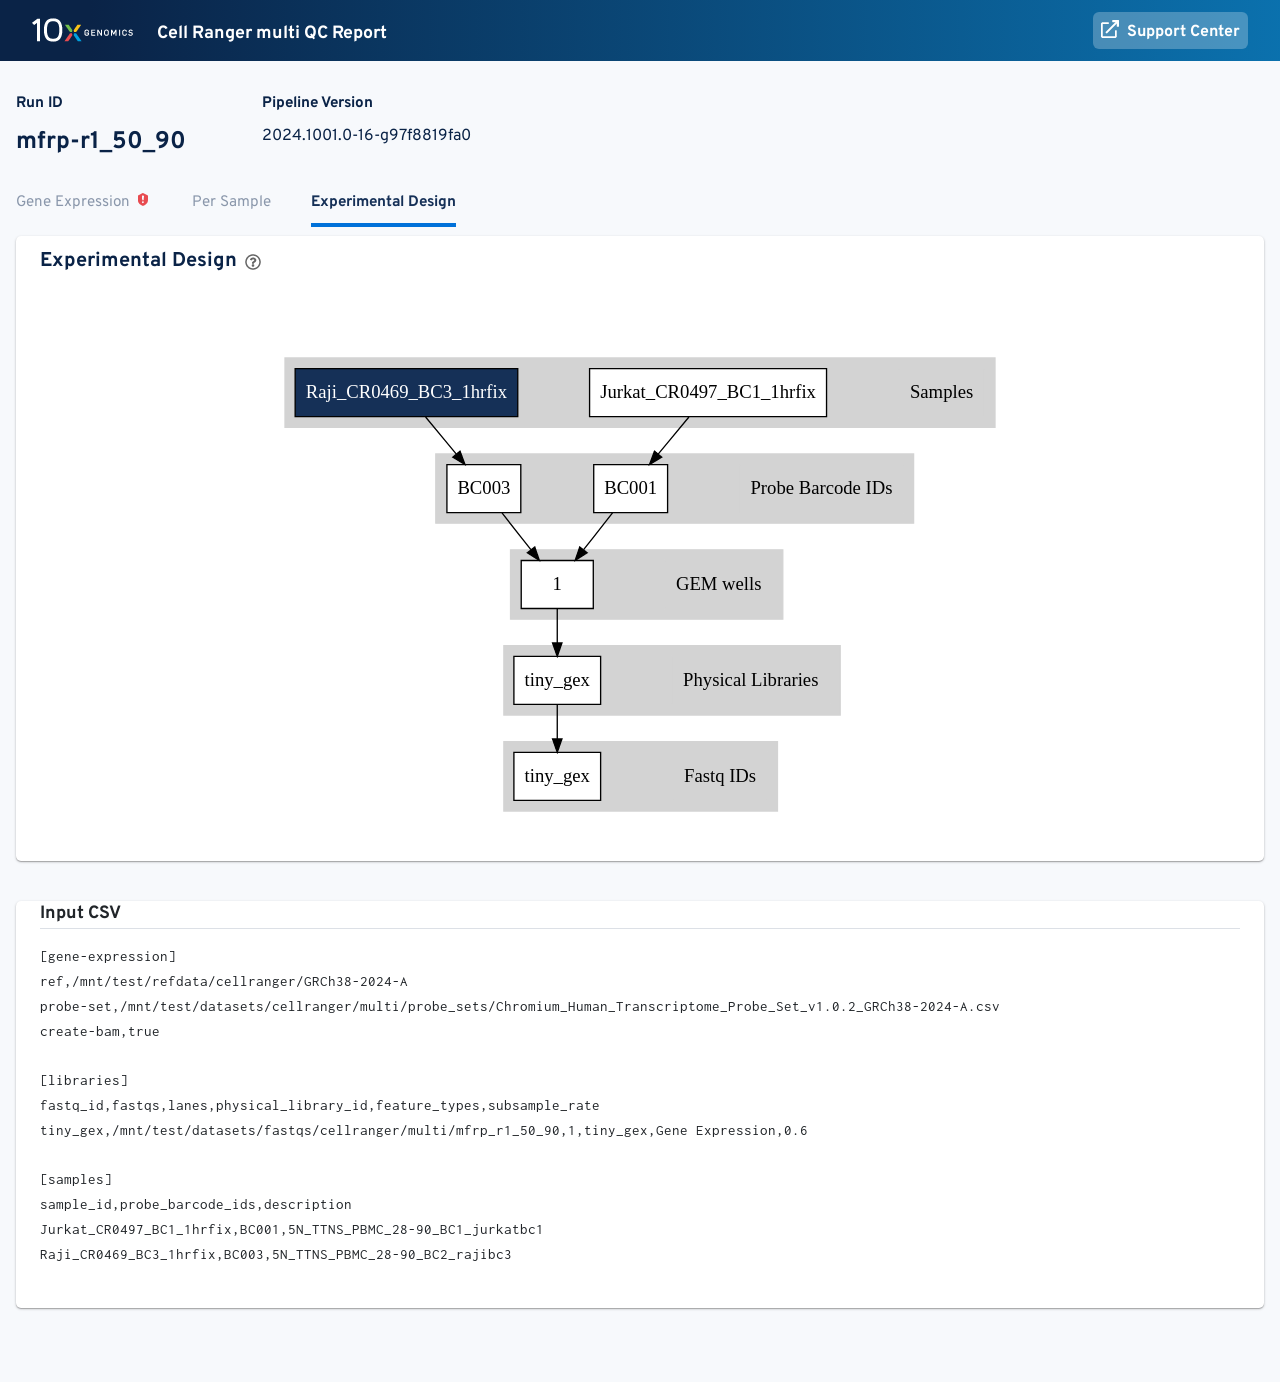 10x GENOMICS Cell Ranger multi QC Report Support Center
Run ID Pipeline Version
mfrp-r1_50_90 2024.1001.0-16-g97f8819fa0
Gene Expression Per Sample Experimental Design
Experimental Design
Raji_CR0469_BC3_1hrfix Jurkat_CR0497_BC1_1hrfix Samples
BC003 BC001 Probe Barcode IDs
1 GEM wells
tiny_gex Physical Libraries
tiny_gex Fastq IDs
Input CSV
[gene-expression]
ref,/mnt/test/refdata/cellranger/GRCh38-2024-A
probe-set,/mnt/test/datasets/cellranger/multi/probe_sets/Chromium_Human_Transcriptome_Probe_Set_v1.0.2_GRCh38-2024-A.csv
create-bam,true
[libraries]
fastq_id,fastqs,lanes,physical_library_id,feature_types,subsample_rate
tiny_gex,/mnt/test/datasets/fastqs/cellranger/multi/mfrp_r1_50_90,1,tiny_gex,Gene Expression,0.6
[samples]
sample_id,probe_barcode_ids,description
Jurkat_CR0497_BC1_1hrfix,BC001,5N_TTNS_PBMC_28-90_BC1_jurkatbc1
Raji_CR0469_BC3_1hrfix,BC003,5N_TTNS_PBMC_28-90_BC2_rajibc3